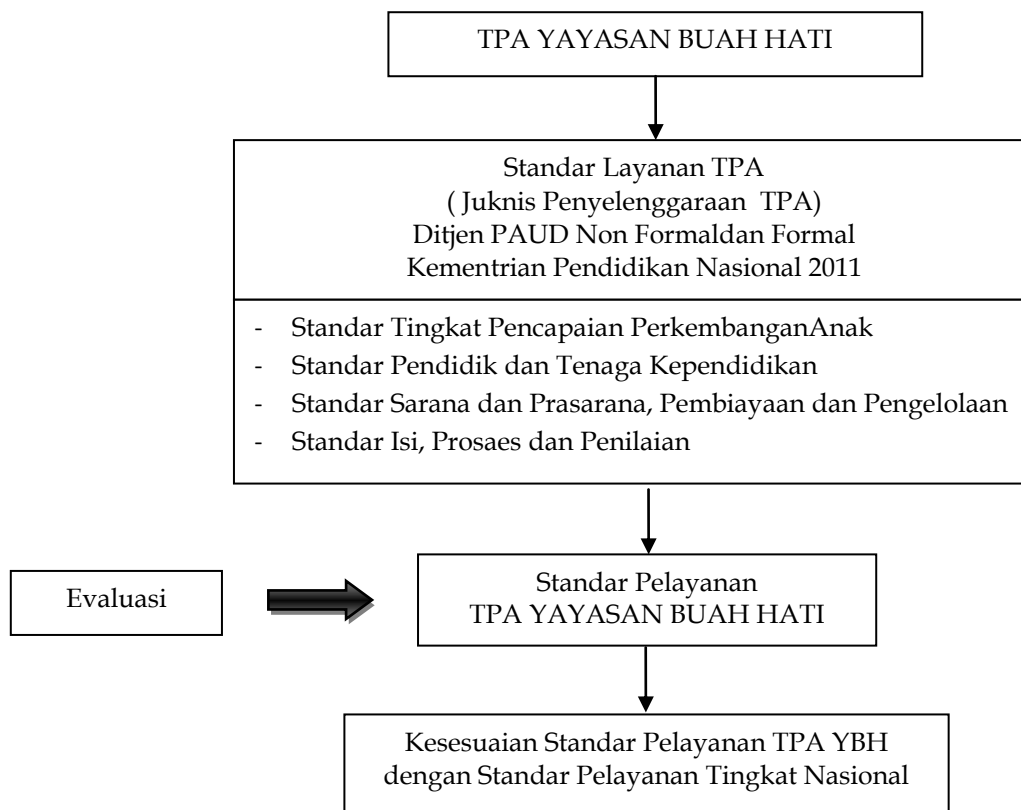 TPA YAYASAN BUAH HATI
Standar Layanan TPA
( Juknis Penyelenggaraan TPA)
Ditjen PAUD Non Formaldan Formal
Kementrian Pendidikan Nasional 2011
- Standar Tingkat Pencapaian PerkembanganAnak
- Standar Pendidik dan Tenaga Kependidikan
- Standar Sarana dan Prasarana, Pembiayaan dan Pengelolaan
- Standar Isi, Prosaes dan Penilaian
Evaluasi
Standar Pelayanan
TPA YAYASAN BUAH HATI
Kesesuaian Standar Pelayanan TPA YBH
dengan Standar Pelayanan Tingkat Nasional